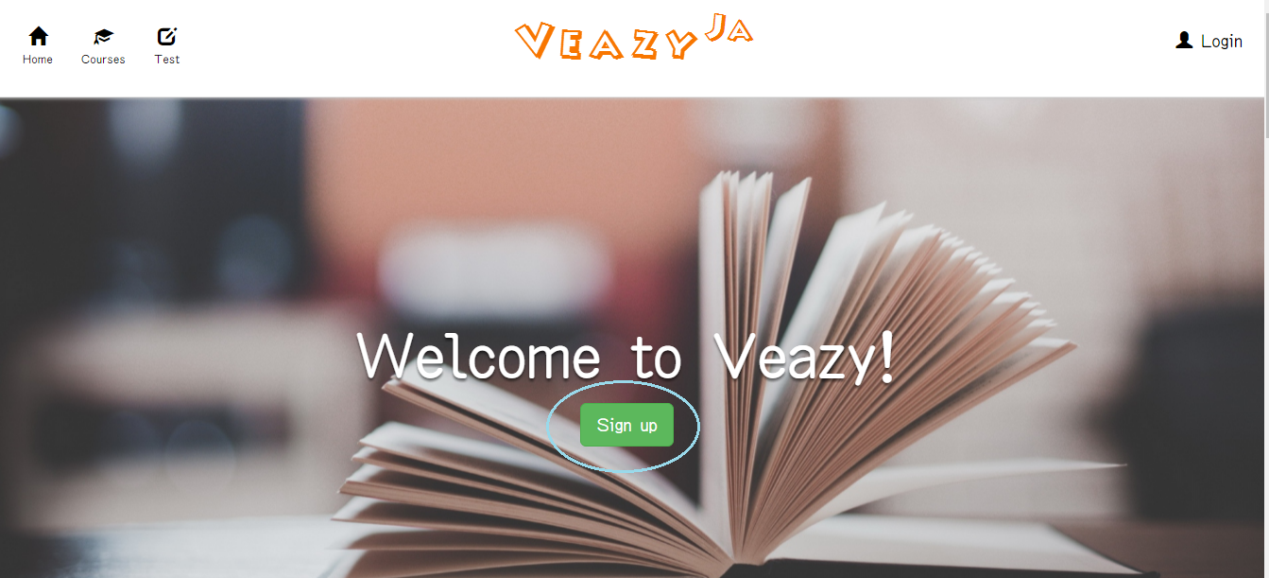 Home
Courses
Test
VEAZY JA
Login
Welcome to Veazy!
Sign up